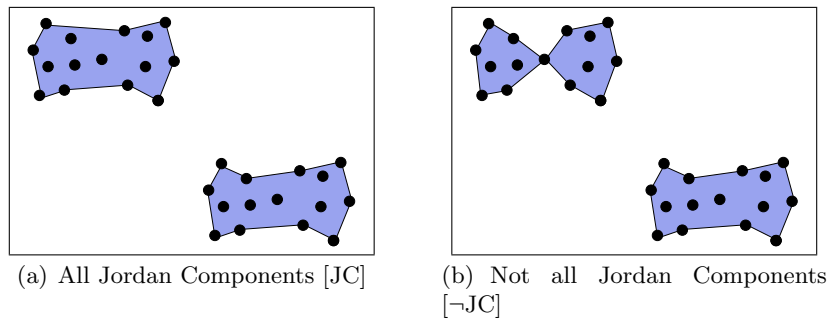 (a) All Jordan Components [JC]
(b) Not all Jordan Components
[¬JC]